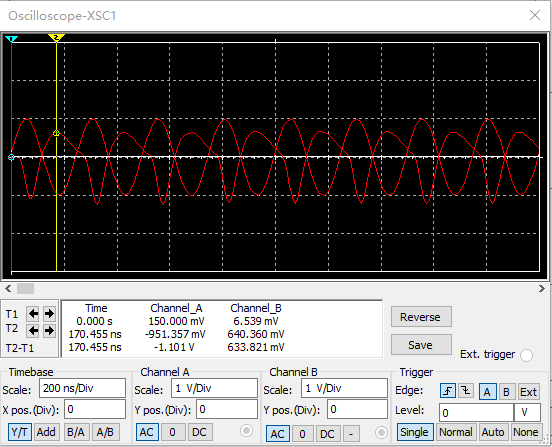 Oscilloscope-XSC1
1
2
T1
T2
T2-T1
Time Channel_A Channel_B
0.000 s 150.000 mV 6.539 mV
170.455 ns -951.357 mV 640.360 mV
170.455 ns -1.101 V 633.821 mV
Reverse
Save
Ext. trigger
Timebase
Scale: 200 ns/Div
X pos.(Div): 0
Y/T Add B/A A/B
Channel A
Scale: 1 V/Div
Y pos.(Div): 0
AC 0 DC
Channel B
Scale: 1 V/Div
Y pos.(Div): 0
AC 0 DC -
Trigger
Edge: A B Ext
Level: 0 V
Single Normal Auto None